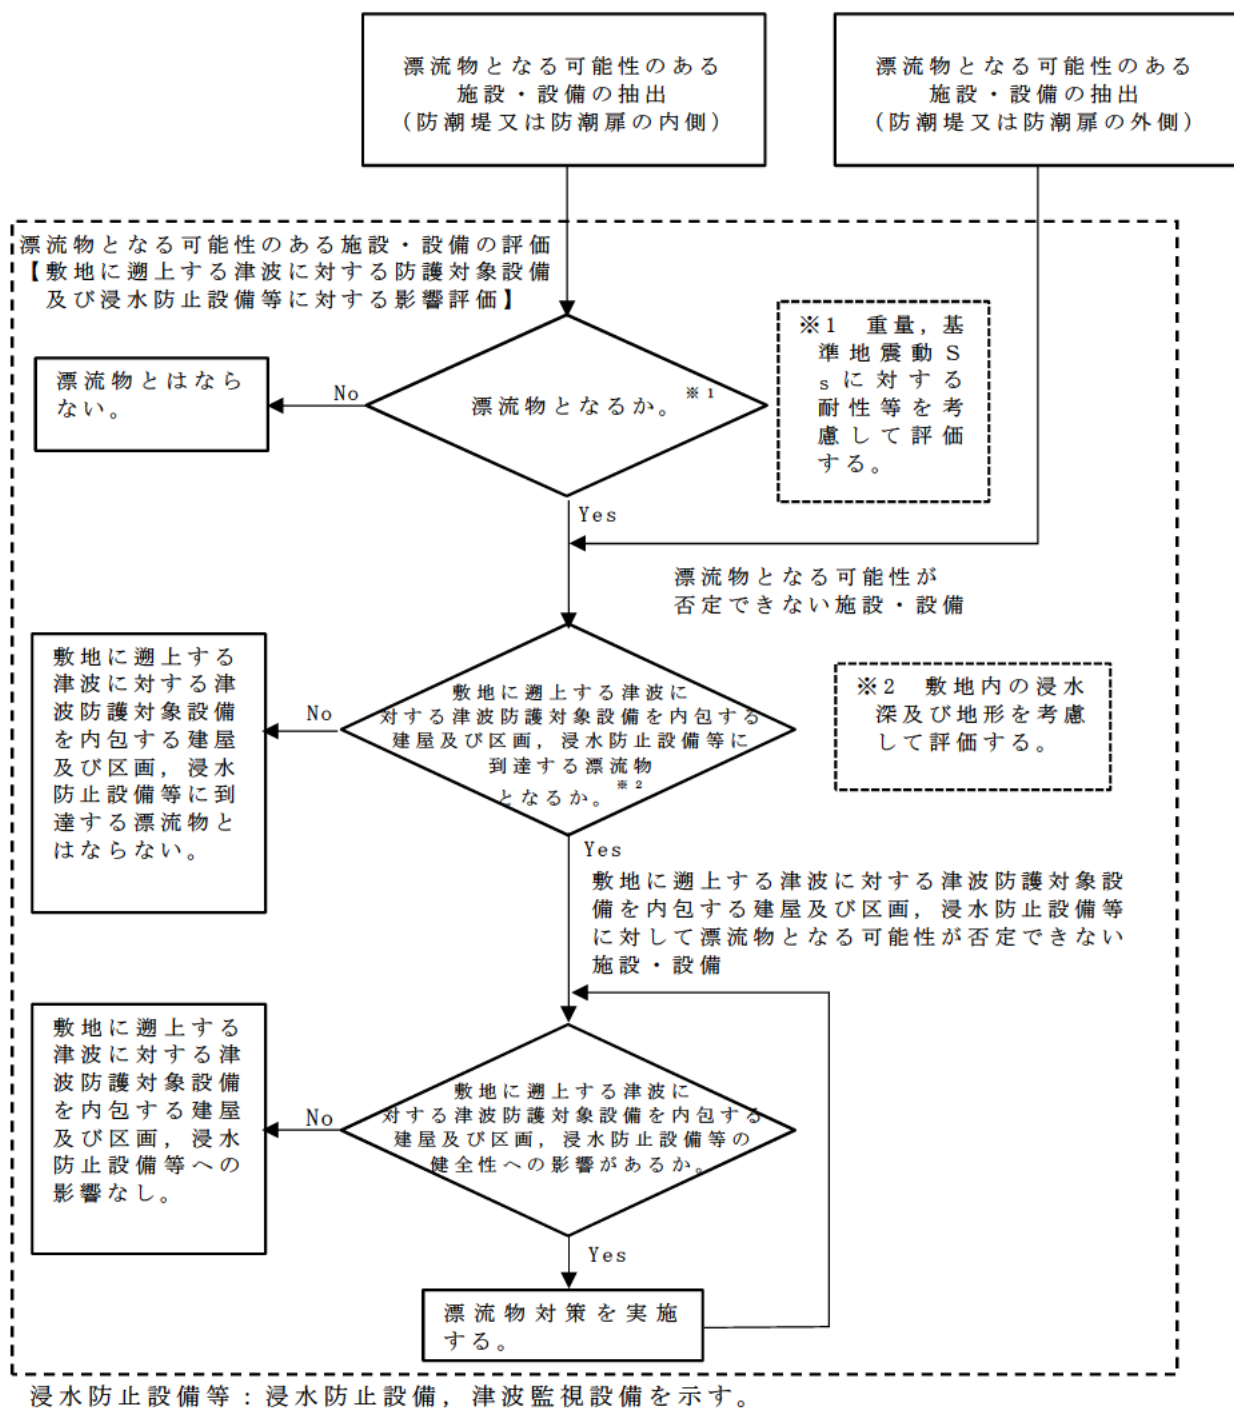 漂流物となる可能性のある
施設・設備の抽出
(防潮堤又は防潮扉の内側)
漂流物となる可能性のある
施設・設備の抽出
(防潮堤又は防潮扉の外側)
漂流物となる可能性のある施設・設備の評価
【敷地に遡上する津波に対する防護対象設備
及び浸水防止設備等に対する影響評価】
※1 重量，基
準地震動S
sに対する
耐性等を考
慮して評価
する。
漂流物とはなら
ない。
No
漂流物となるか。※1
Yes
漂流物となる可能性が
否定できない施設・設備
敷地に遡上する
津波に対する津
波防護対象設備
を内包する建屋
及び区画，浸水
防止設備等に到
達する漂流物と
はならない。
No
敷地に遡上する津波に
対する津波防護対象設備を内包する
建屋及び区画，浸水防止設備等に
到達する漂流物
となるか。※2
※2 敷地内の浸水
深及び地形を考慮
して評価する。
Yes
敷地に遡上する津波に対する津波防護対象設
備を内包する建屋及び区画，浸水防止設備等
に対して漂流物となる可能性が否定できない
施設・設備
敷地に遡上する
津波に対する津
波防護対象設備
を内包する建屋
及び区画，浸水
防止設備等への
影響なし。
No
敷地に遡上する津波に
対する津波防護対象設備を内包する
建屋及び区画，浸水防止設備等の
健全性への影響があるか。
Yes
漂流物対策を実施
する。
浸水防止設備等：浸水防止設備，津波監視設備を示す。